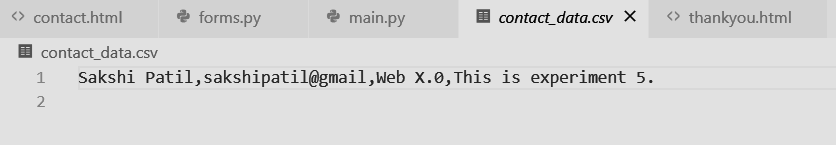 contact.html forms.py main.py contact_data.csv thankyou.html
contact_data.csv
1 Sakshi Patil,sakshipatil@gmail,Web X.0,This is experiment 5.
2